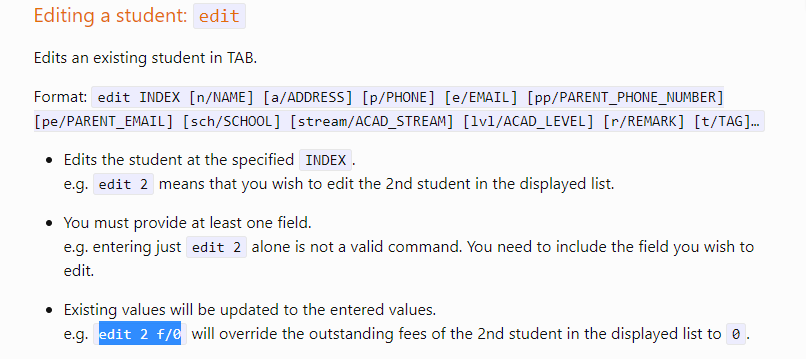 Editing a student: edit
Edits an existing student in TAB.
Format: edit INDEX [n/NAME] [a/ADDRESS] [p/PHONE] [e/EMAIL] [pp/PARENT_PHONE_NUMBER]
[pe/PARENT_EMAIL] [sch/SCHOOL] [stream/ACAD_STREAM] [lvl/ACAD_LEVEL] [r/REMARK] [t/TAG]…
• Edits the student at the specified INDEX.
e.g. edit 2 means that you wish to edit the 2nd student in the displayed list.
• You must provide at least one field.
e.g. entering just edit 2 alone is not a valid command. You need to include the field you wish to
edit.
• Existing values will be updated to the entered values.
e.g. edit 2 f/0 will override the outstanding fees of the 2nd student in the displayed list to 0.